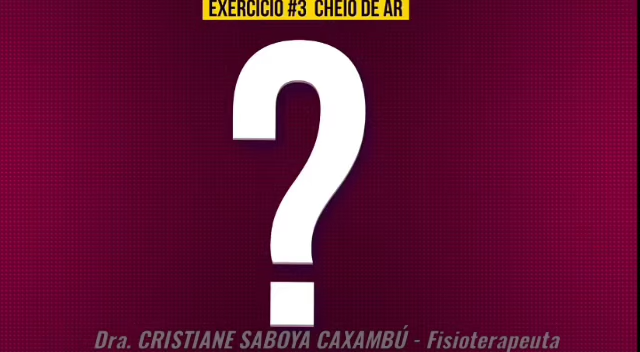 EXERCÍCIO #3 CHEIO DE AR
?
Dra. CRISTIANE SABOYA CAXAMBÚ - Fisioterapeuta